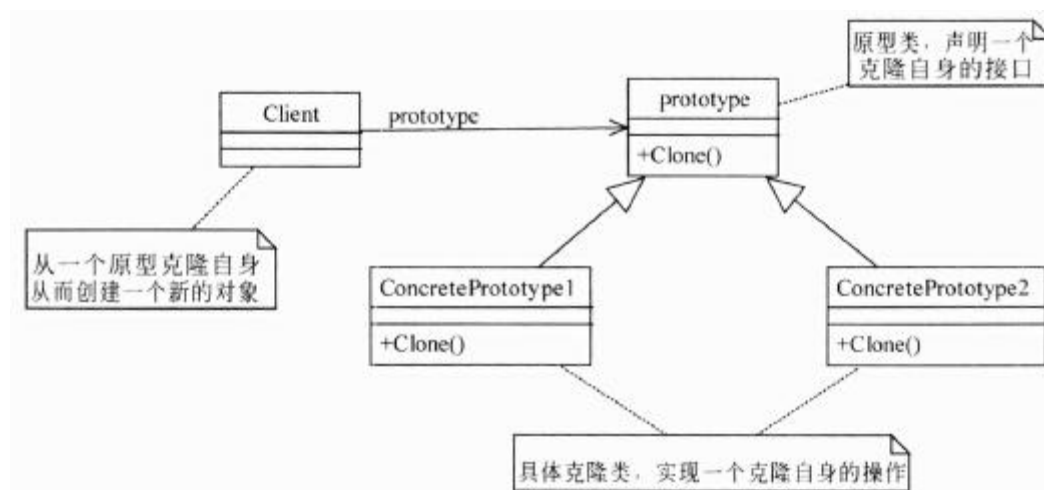 原型类，声明一个
克隆自身的接口
Client
prototype
prototype
+Clone()
从一个原型克隆自身
从而创建一个新的对象
ConcretePrototype1
+Clone()
ConcretePrototype2
+Clone()
具体克隆类，实现一个克隆自身的操作